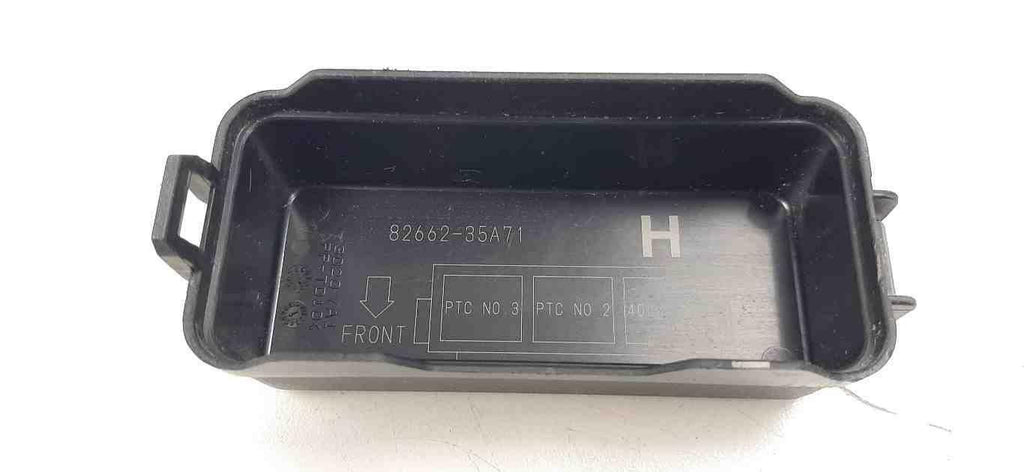 82662-35A71
H
PTC NO 3 PTC NO 2
FRONT